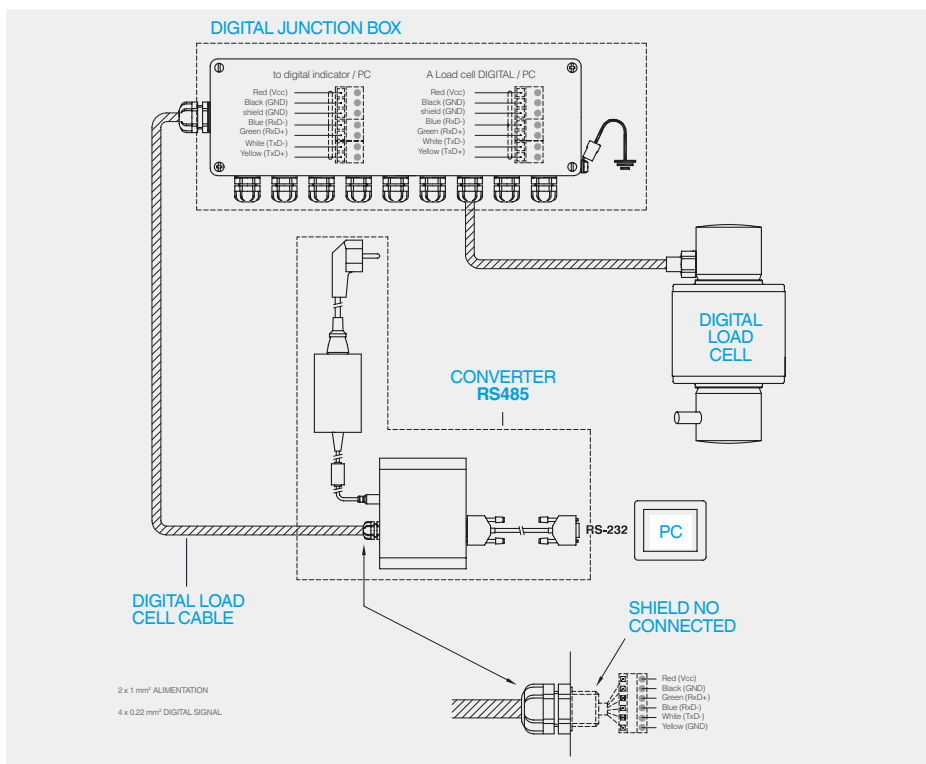 DIGITAL JUNCTION BOX
to digital indicator / PC
Red (Vcc)
Black (GND)
shield (GND)
Blue (RxD-)
Green (RxD+)
White (TxD-)
Yellow (TxD+)
A Load cell DIGITAL / PC
Red (Vcc)
Black (GND)
shield (GND)
Blue (RxD-)
Green (RxD+)
White (TxD-)
Yellow (TxD+)
DIGITAL
LOAD
CELL
CONVERTER
RS485
RS-232
PC
DIGITAL LOAD
CELL CABLE
SHIELD NO
CONNECTED
2 x 1 mm² ALIMENTATION
4 x 0.22 mm² DIGITAL SIGNAL
Red (Vcc)
Black (GND)
Green (RxD+)
Blue (RxD-)
White (TxD-)
Yellow (GND)